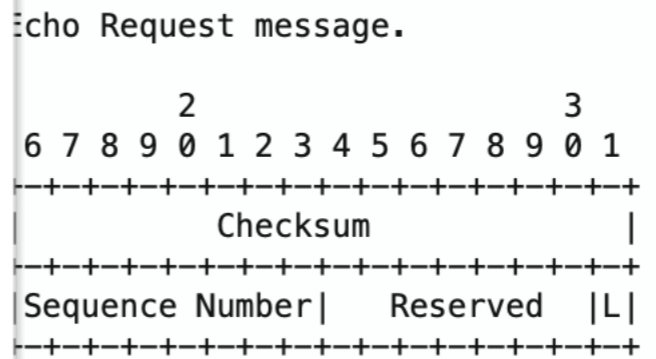 Echo Request message.
2 3
6 7 8 9 0 1 2 3 4 5 6 7 8 9 0 1
+-+-+-+-+-+-+-+-+-+-+-+-+-+-+-+-+
| Checksum |
+-+-+-+-+-+-+-+-+-+-+-+-+-+-+-+-+
|Sequence Number| Reserved |L|
+-+-+-+-+-+-+-+-+-+-+-+-+-+-+-+-+